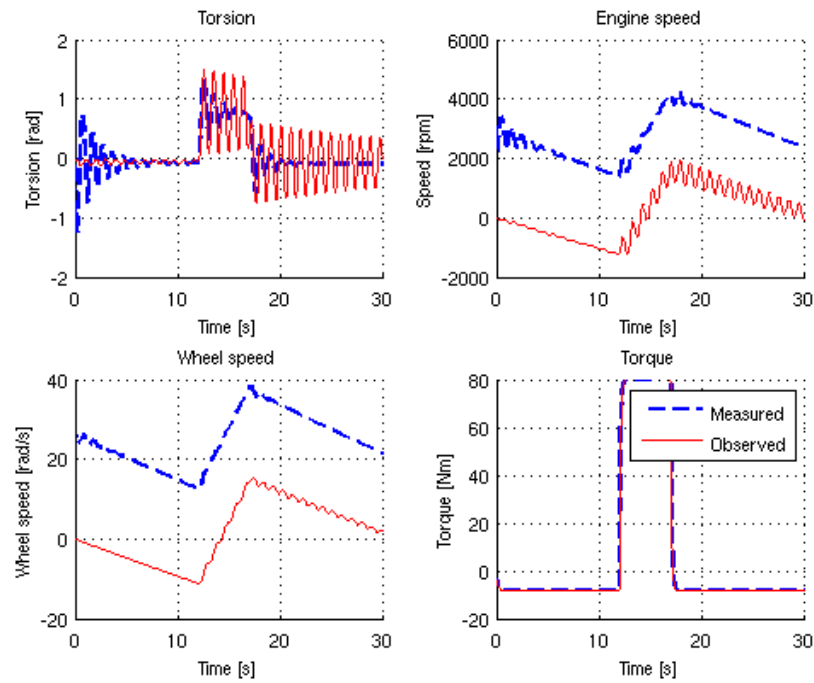 Torsion
2
1
0
-1
-2
Torsion [rad]
0 10 20 30
Time [s]
Engine speed
6000
4000
2000
0
-2000
Speed [rpm]
0 10 20 30
Time [s]
Wheel speed
40
20
0
-20
Wheel speed [rad/s]
0 10 20 30
Time [s]
Torque
80
60
40
20
0
-20
Torque [Nm]
Measured
Observed
0 10 20 30
Time [s]